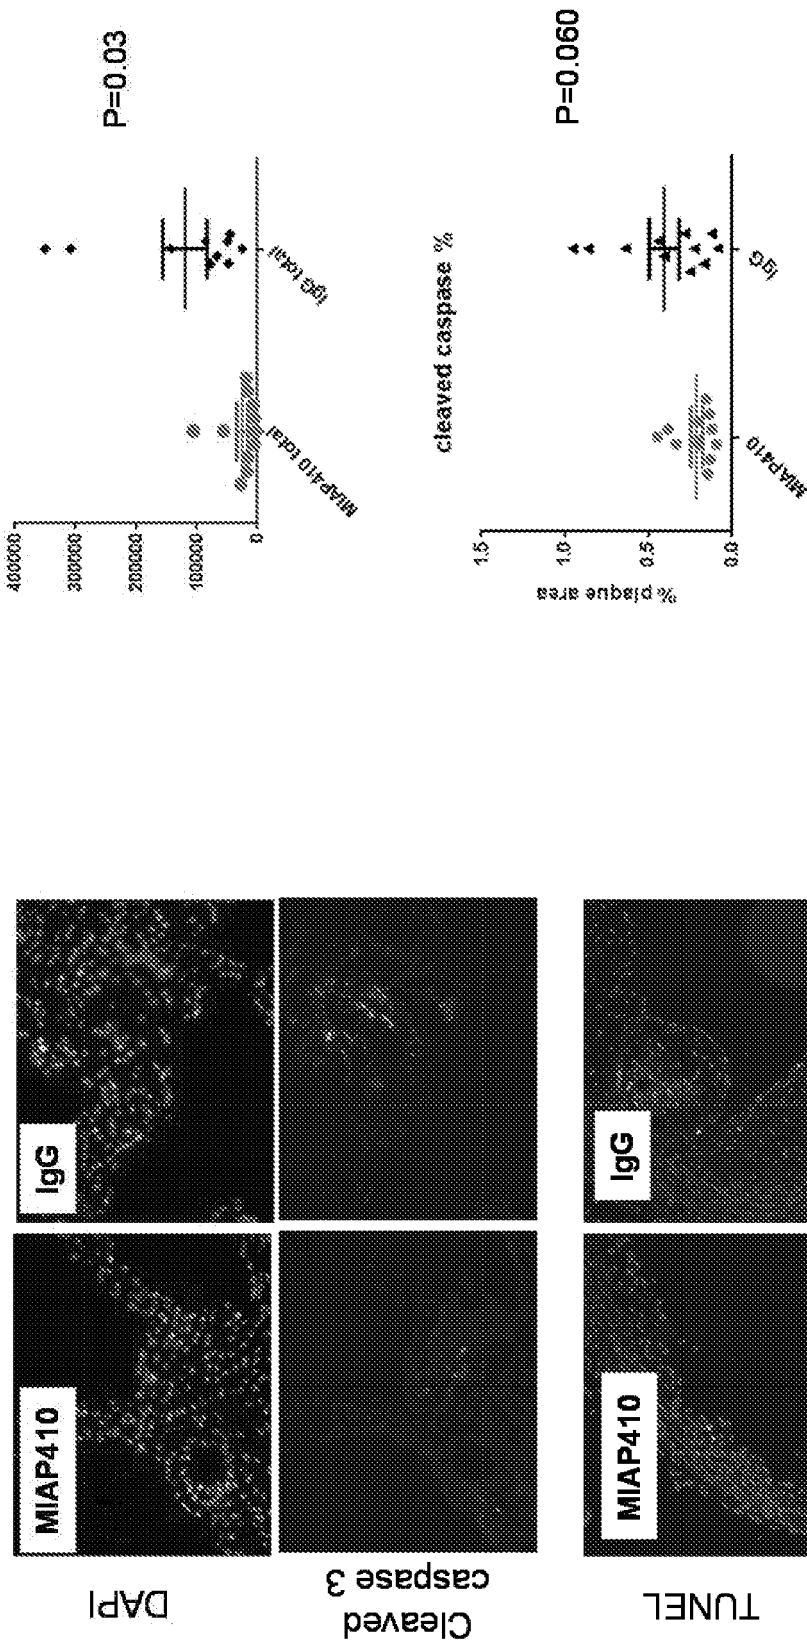 DAPI
MIAP410
IgG
Cleaved
caspase 3
TUNEL
MIAP410
IgG
400000
300000
200000
100000
0
MIAP410 total
IgG total
P=0.03
cleaved caspase %
% plaque area
1.5
1.0
0.5
0.0
MIAP410
IgG
P=0.060